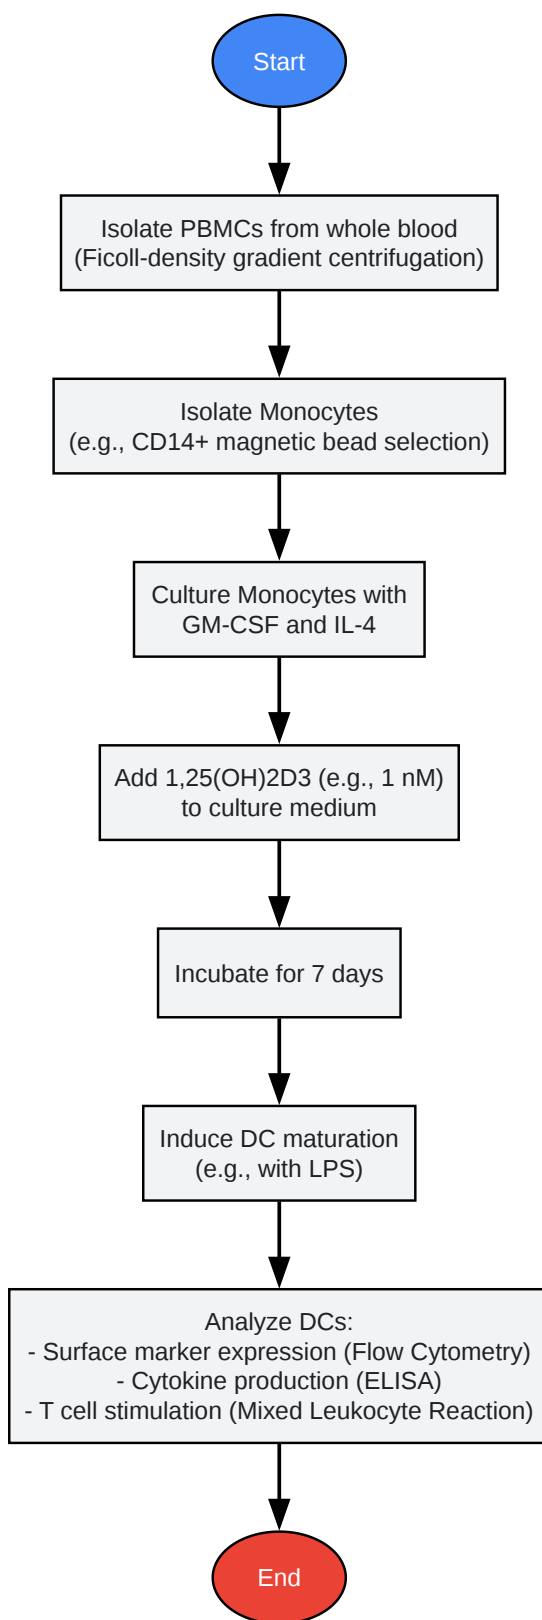 Start
Isolate PBMCs from whole blood
(Ficoll-density gradient centrifugation)
Isolate Monocytes
(e.g., CD14+ magnetic bead selection)
Culture Monocytes with
GM-CSF and IL-4
Add 1,25(OH)2D3 (e.g., 1 nM)
to culture medium
Incubate for 7 days
Induce DC maturation
(e.g., with LPS)
Analyze DCs:
- Surface marker expression (Flow Cytometry)
- Cytokine production (ELISA)
- T cell stimulation (Mixed Leukocyte Reaction)
End